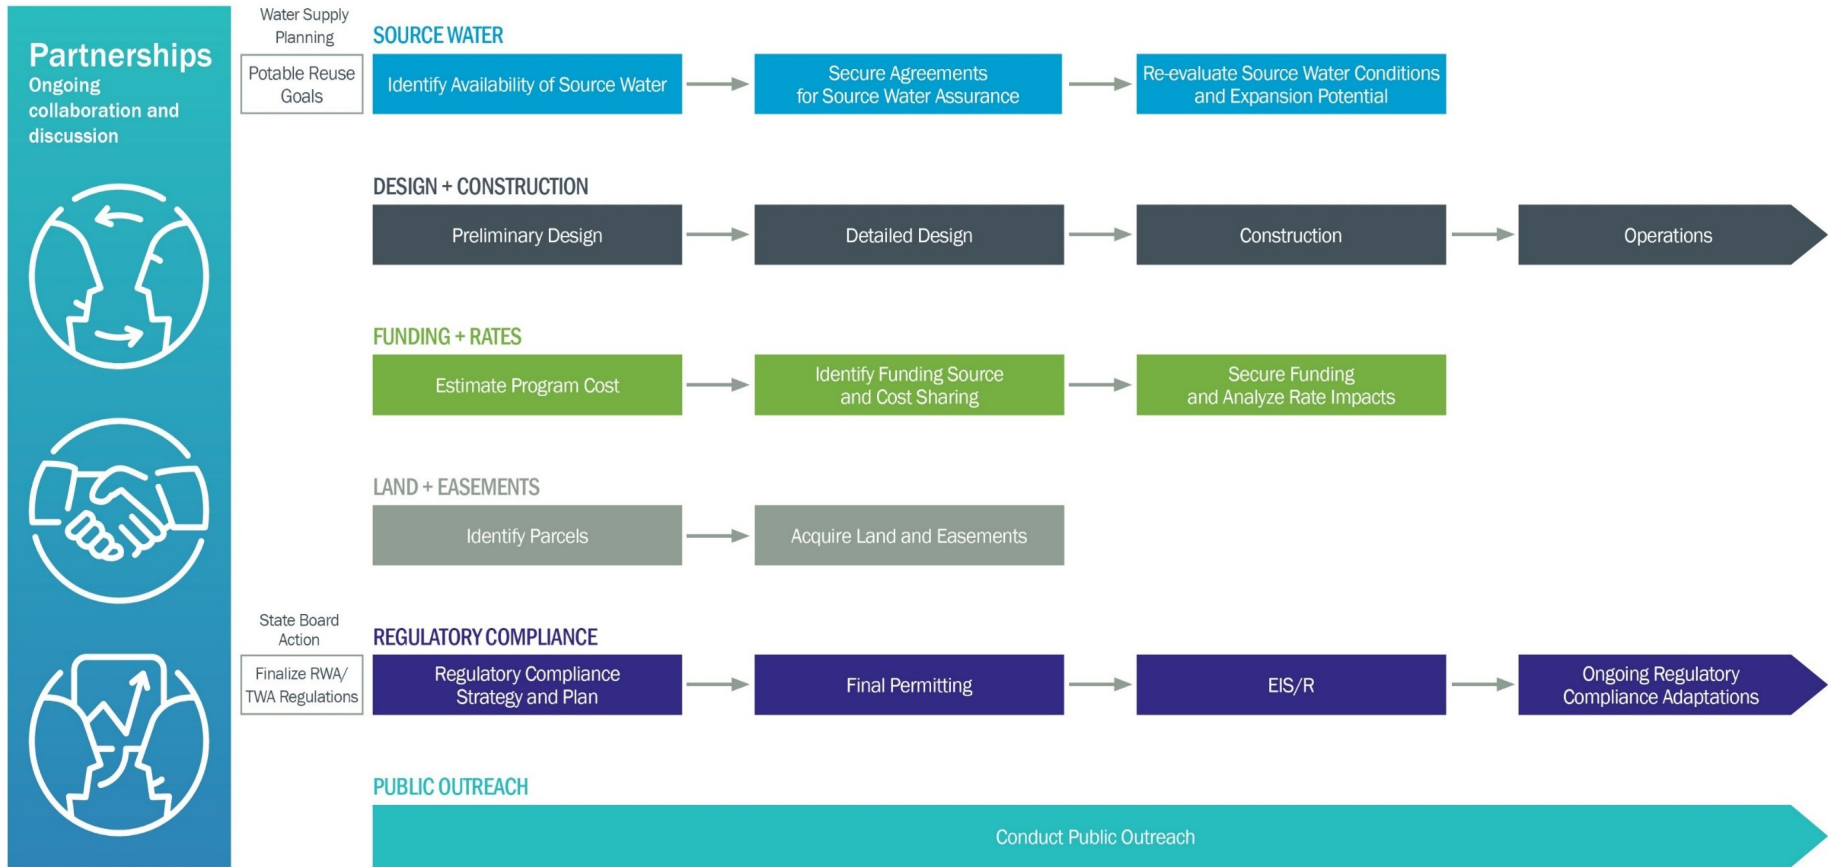 Partnerships
Ongoing
collaboration and
discussion
Water Supply
Planning
Potable Reuse
Goals
SOURCE WATER
Identify Availability of Source Water
Secure Agreements
for Source Water Assurance
Re-evaluate Source Water Conditions
and Expansion Potential
DESIGN + CONSTRUCTION
Preliminary Design
Detailed Design
Construction
Operations
FUNDING + RATES
Estimate Program Cost
Identify Funding Source
and Cost Sharing
Secure Funding
and Analyze Rate Impacts
LAND + EASEMENTS
Identify Parcels
Acquire Land and Easements
State Board
Action
Finalize RWA/
TWA Regulations
REGULATORY COMPLIANCE
Regulatory Compliance
Strategy and Plan
Final Permitting
EIS/R
Ongoing Regulatory
Compliance Adaptations
PUBLIC OUTREACH
Conduct Public Outreach